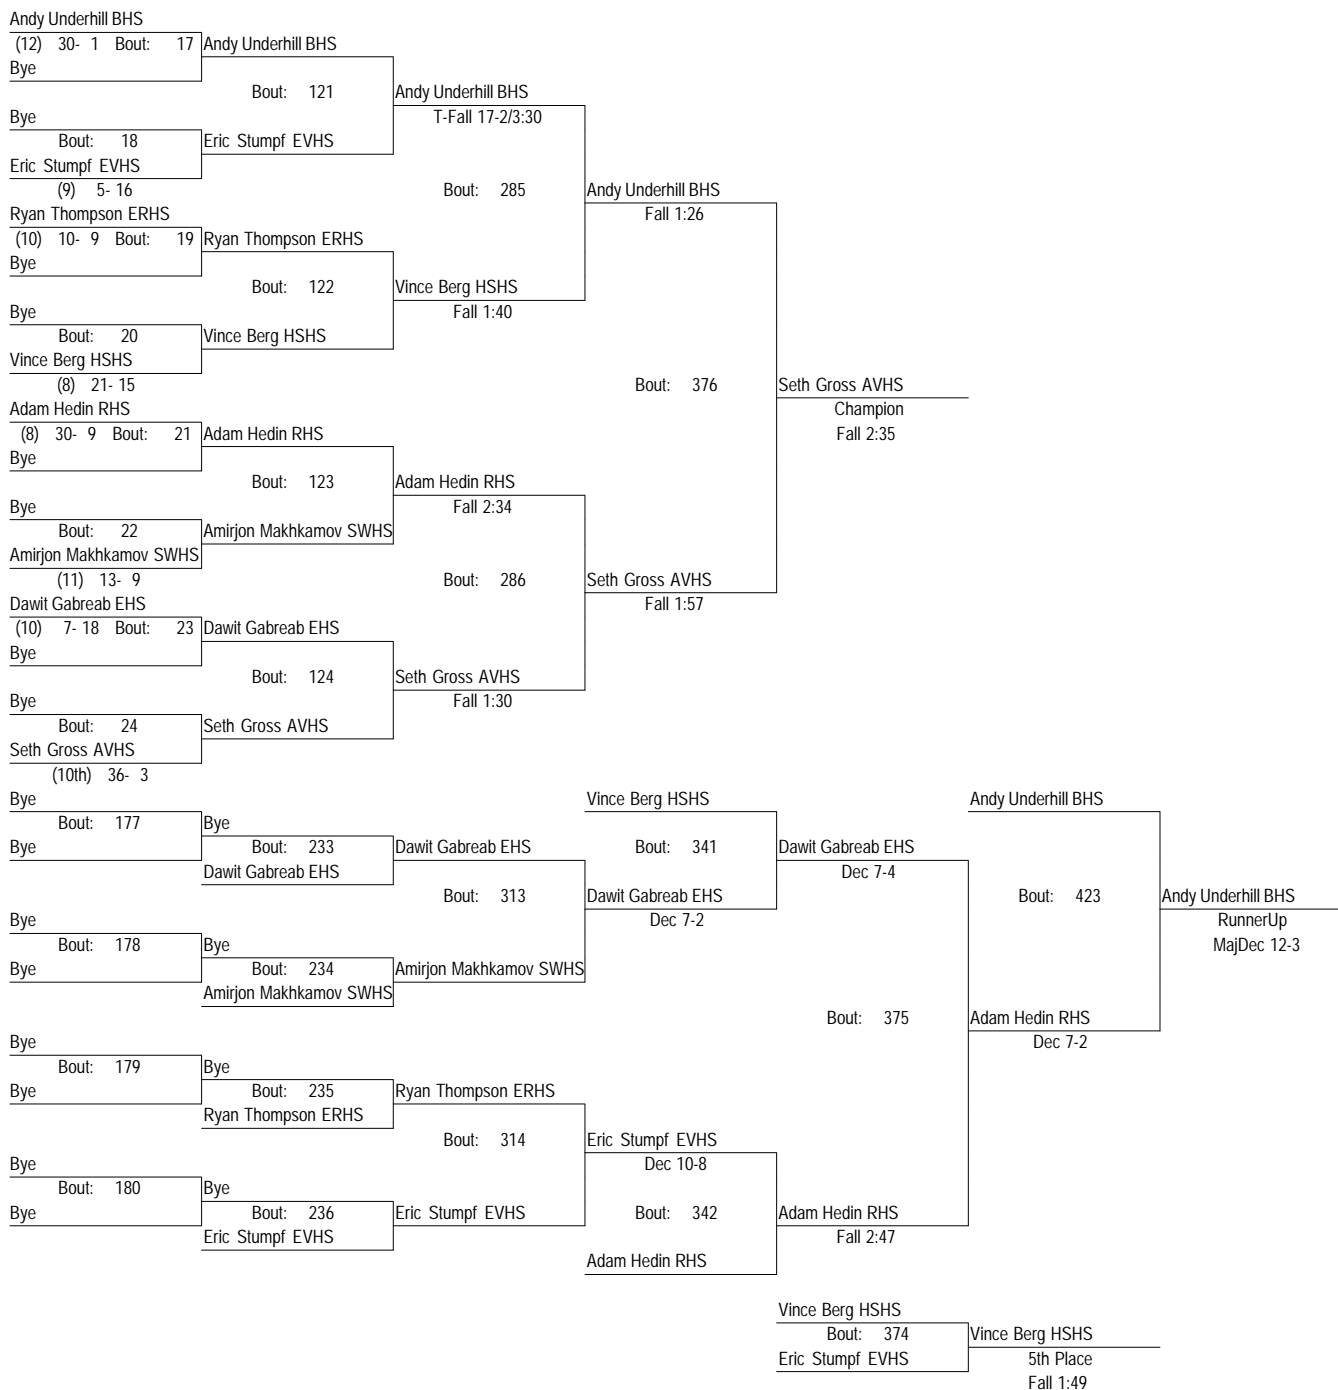 Andy Underhill BHS
(12) 30- 1 Bout: 17 Andy Underhill BHS
Bye
Bout: 121 Andy Underhill BHS
Bye T-Fall 17-2/3:30
Bout: 18 Eric Stumpf EVHS
Eric Stumpf EVHS
(9) 5- 16 Bout: 285 Andy Underhill BHS
Ryan Thompson ERHS Fall 1:26
(10) 10- 9 Bout: 19 Ryan Thompson ERHS
Bye
Bout: 122 Vince Berg HSHS
Bye Fall 1:40
Bout: 20 Vince Berg HSHS
Vince Berg HSHS
(8) 21- 15 Bout: 376 Seth Gross AVHS
Adam Hedin RHS Champion
(8) 30- 9 Bout: 21 Adam Hedin RHS Fall 2:35
Bye
Bout: 123 Adam Hedin RHS
Bye Fall 2:34
Bout: 22 Amirjon Makhkamov SWHS
Amirjon Makhkamov SWHS
(11) 13- 9 Bout: 286 Seth Gross AVHS
Dawit Gabreab EHS Fall 1:57
(10) 7- 18 Bout: 23 Dawit Gabreab EHS
Bye
Bout: 124 Seth Gross AVHS
Bye Fall 1:30
Bout: 24 Seth Gross AVHS
Seth Gross AVHS
(10th) 36- 3
Bye Vince Berg HSHS Andy Underhill BHS
Bout: 177 Bye
Bye Bout: 233 Dawit Gabreab EHS Bout: 341 Dawit Gabreab EHS
Dawit Gabreab EHS Dec 7-4
Bout: 313 Dawit Gabreab EHS Bout: 423 Andy Underhill BHS
Bye Dec 7-2 RunnerUp
Bout: 178 Bye MajDec 12-3
Bye Bout: 234 Amirjon Makhkamov SWHS
Amirjon Makhkamov SWHS
Bout: 375 Adam Hedin RHS
Bye Dec 7-2
Bout: 179 Bye
Bye Bout: 235 Ryan Thompson ERHS
Ryan Thompson ERHS
Bout: 314 Eric Stumpf EVHS
Bye Dec 10-8
Bout: 180 Bye
Bye Bout: 236 Eric Stumpf EVHS Bout: 342 Adam Hedin RHS
Eric Stumpf EVHS Fall 2:47
Adam Hedin RHS
Vince Berg HSHS
Bout: 374 Vince Berg HSHS
Eric Stumpf EVHS 5th Place
Fall 1:49